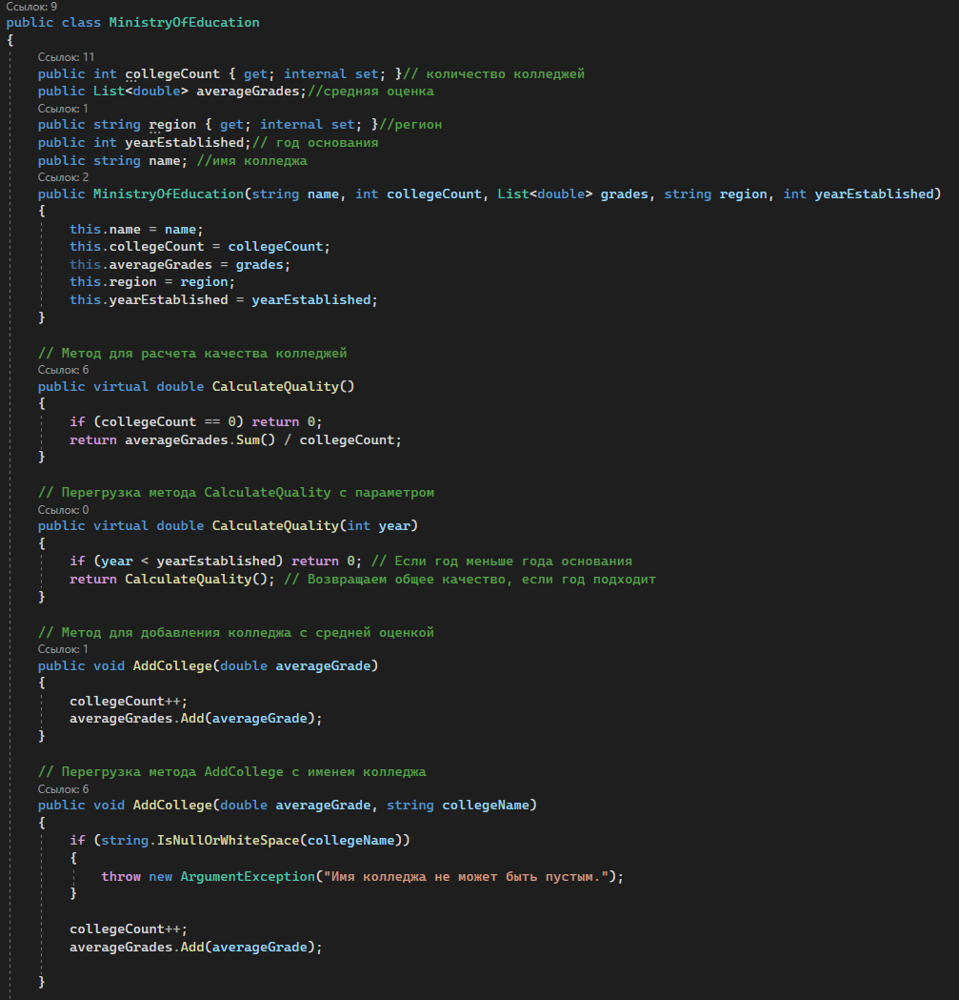 Ссылок: 9
public class MinistryOfEducation
{
Ссылок: 11
public int collegeCount { get; internal set; }// количество колледжей
public List<double> averageGrades;//средняя оценка
Ссылок: 1
public string region { get; internal set; }//регион
public int yearEstablished;// год основания
public string name; //имя колледжа
Ссылок: 2
public MinistryOfEducation(string name, int collegeCount, List<double> grades, string region, int yearEstablished)
{
this.name = name;
this.collegeCount = collegeCount;
this.averageGrades = grades;
this.region = region;
this.yearEstablished = yearEstablished;
}
// Метод для расчета качества колледжей
Ссылок: 6
public virtual double CalculateQuality()
{
if (collegeCount == 0) return 0;
return averageGrades.Sum() / collegeCount;
}
// Перегрузка метода CalculateQuality с параметром
Ссылок: 0
public virtual double CalculateQuality(int year)
{
if (year < yearEstablished) return 0; // Если год меньше года основания
return CalculateQuality(); // Возвращаем общее качество, если год подходит
}
// Метод для добавления колледжа с средней оценкой
Ссылок: 1
public void AddCollege(double averageGrade)
{
collegeCount++;
averageGrades.Add(averageGrade);
}
// Перегрузка метода AddCollege с именем колледжа
Ссылок: 6
public void AddCollege(double averageGrade, string collegeName)
{
if (string.IsNullOrWhiteSpace(collegeName))
{
throw new ArgumentException("Имя колледжа не может быть пустым.");
}
collegeCount++;
averageGrades.Add(averageGrade);
}